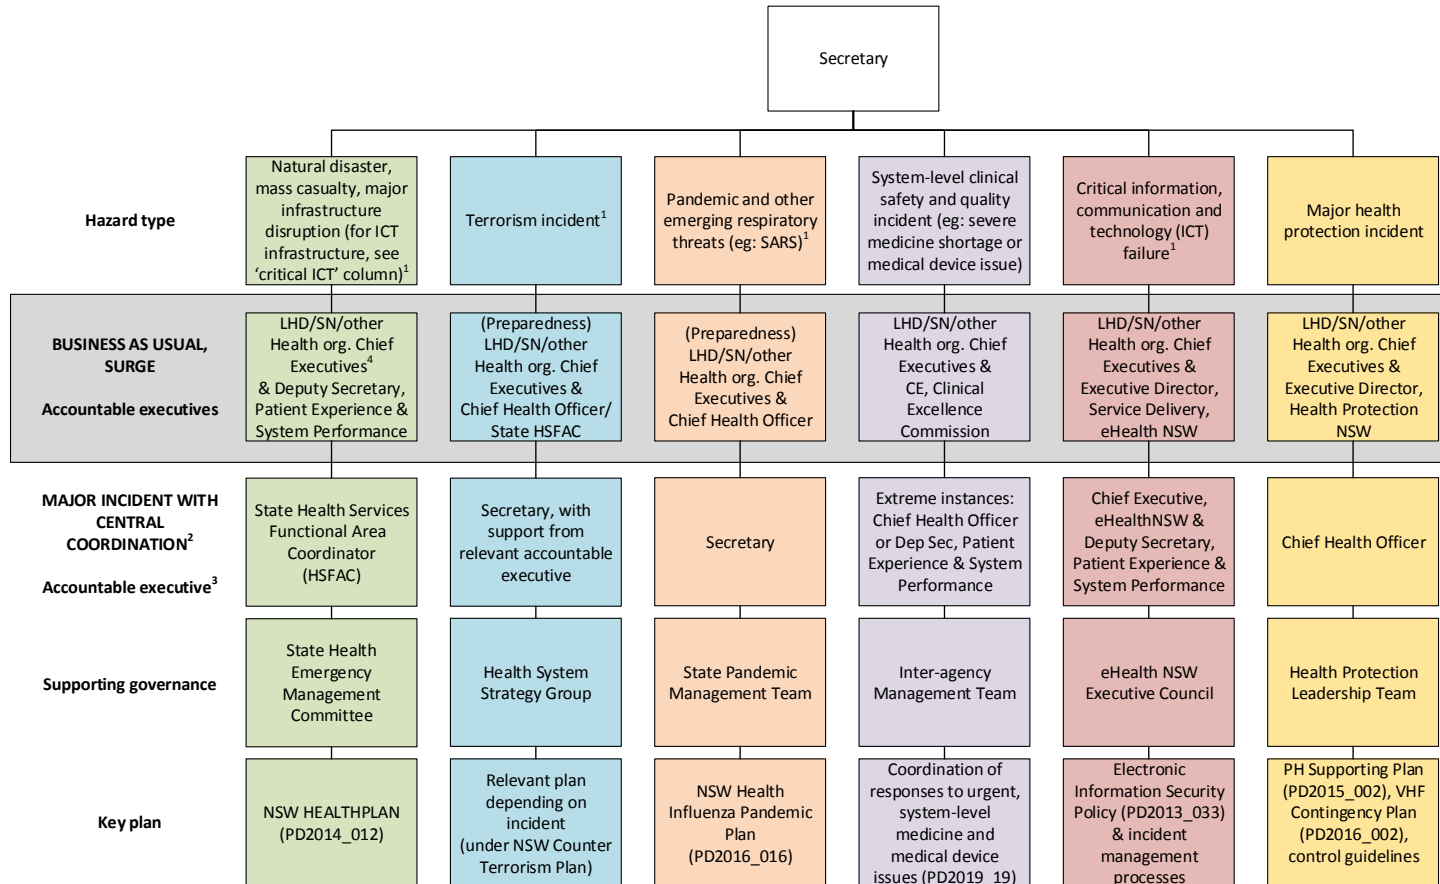 Secretary
Hazard type
Natural disaster,
mass casualty, major
infrastructure
disruption (for ICT
infrastructure, see
‘critical ICT’ column)1
Terrorism incident1
Pandemic and other
emerging respiratory
threats (eg: SARS)1
System-level clinical
safety and quality
incident (eg: severe
medicine shortage or
medical device issue)
Critical information,
communication and
technology (ICT)
failure1
Major health
protection incident
BUSINESS AS USUAL,
SURGE
Accountable executives
LHD/SN/other
Health org. Chief
Executives4
& Deputy Secretary,
Patient Experience &
System Performance
(Preparedness)
LHD/SN/other
Health org. Chief
Executives &
Chief Health Officer/
State HSFAC
(Preparedness)
LHD/SN/other
Health org. Chief
Executives &
Chief Health Officer
LHD/SN/other
Health org. Chief
Executives &
CE, Clinical
Excellence
Commission
LHD/SN/other
Health org. Chief
Executives &
Executive Director,
Service Delivery,
eHealth NSW
LHD/SN/other
Health org. Chief
Executives &
Executive Director,
Health Protection
NSW
MAJOR INCIDENT WITH
CENTRAL
COORDINATION2
Accountable executive3
State Health Services
Functional Area
Coordinator
(HSFAC)
Secretary, with
support from
relevant accountable
executive
Secretary
Extreme instances:
Chief Health Officer
or Dep Sec, Patient
Experience & System
Performance
Chief Executive,
eHealthNSW &
Deputy Secretary,
Patient Experience &
System Performance
Chief Health Officer
Supporting governance
State Health
Emergency
Management
Committee
Health System
Strategy Group
State Pandemic
Management Team
Inter-agency
Management Team
eHealth NSW
Executive Council
Health Protection
Leadership Team
Key plan
NSW HEALTHPLAN
(PD2014_012)
Relevant plan
depending on
incident
(under NSW Counter
Terrorism Plan)
NSW Health
Influenza Pandemic
Plan
(PD2016_016)
Coordination of
responses to urgent,
system-level
medicine and
medical device
issues (PD2019_19)
Electronic
Information Security
Policy (PD2013_033)
& incident
management
processes
PH Supporting Plan
(PD2015_002), VHF
Contingency Plan
(PD2016_002),
control guidelines